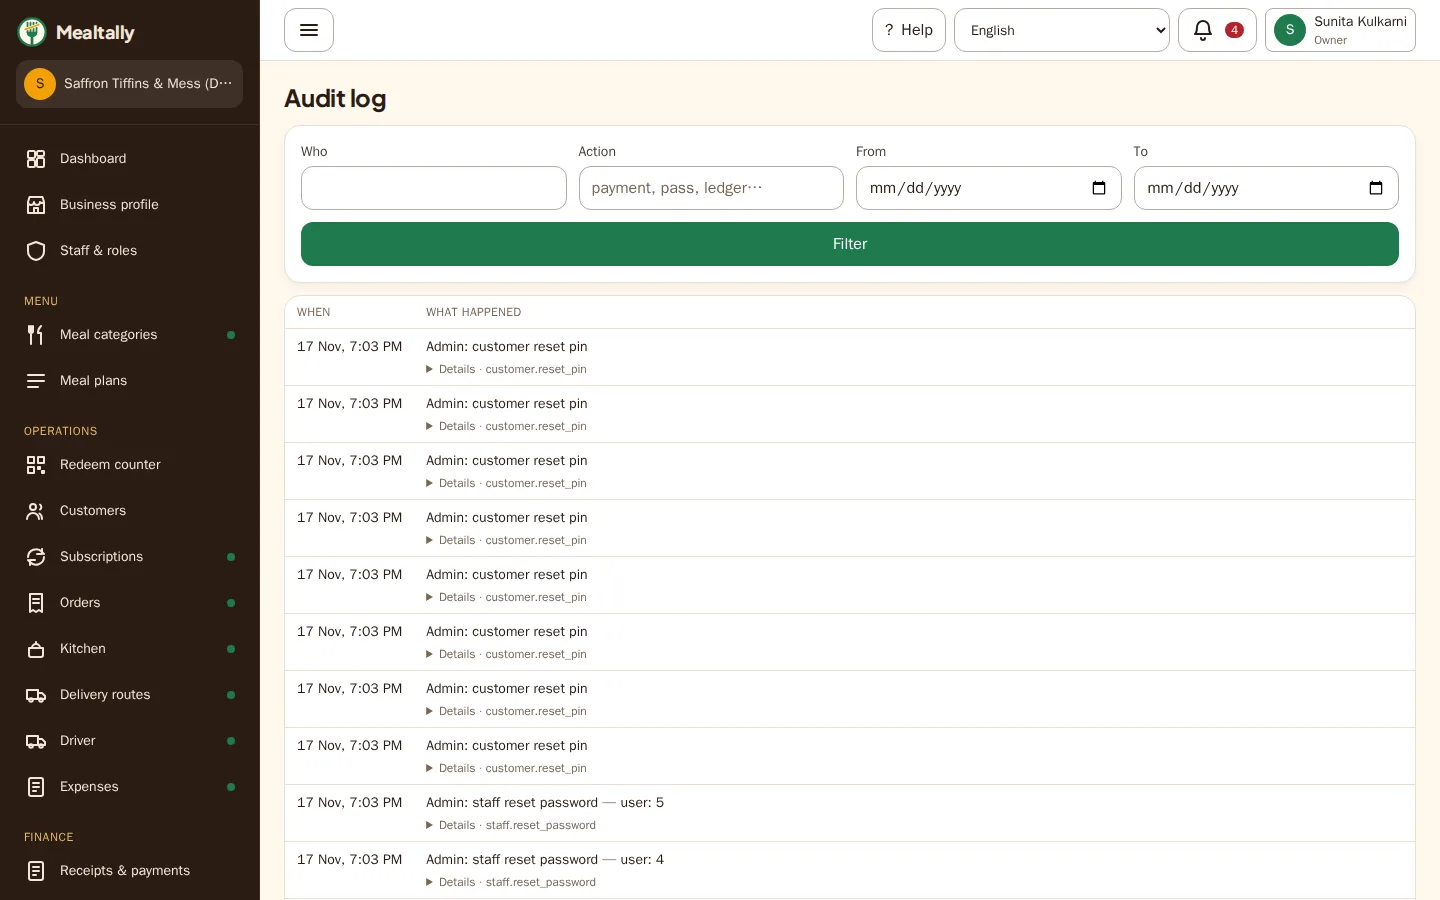 Mealtally
S
Saffron Tiffins & Mess (D···
Dashboard
Business profile
Staff & roles
MENU
Meal categories
Meal plans
OPERATIONS
Redeem counter
Customers
Subscriptions
Orders
Kitchen
Delivery routes
Driver
Expenses
FINANCE
Receipts & payments
? Help
English
4
S
Sunita Kulkarni
Owner
Audit log
Who
Action
From
To
payment, pass, ledger···
mm/dd/yyyy
mm/dd/yyyy
Filter
WHEN WHAT HAPPENED
17 Nov, 7:03 PM Admin: customer reset pin
Details · customer.reset_pin
17 Nov, 7:03 PM Admin: customer reset pin
Details · customer.reset_pin
17 Nov, 7:03 PM Admin: customer reset pin
Details · customer.reset_pin
17 Nov, 7:03 PM Admin: customer reset pin
Details · customer.reset_pin
17 Nov, 7:03 PM Admin: customer reset pin
Details · customer.reset_pin
17 Nov, 7:03 PM Admin: customer reset pin
Details · customer.reset_pin
17 Nov, 7:03 PM Admin: customer reset pin
Details · customer.reset_pin
17 Nov, 7:03 PM Admin: customer reset pin
Details · customer.reset_pin
17 Nov, 7:03 PM Admin: staff reset password — user: 5
Details · staff.reset_password
17 Nov, 7:03 PM Admin: staff reset password — user: 4
Details · staff.reset_password